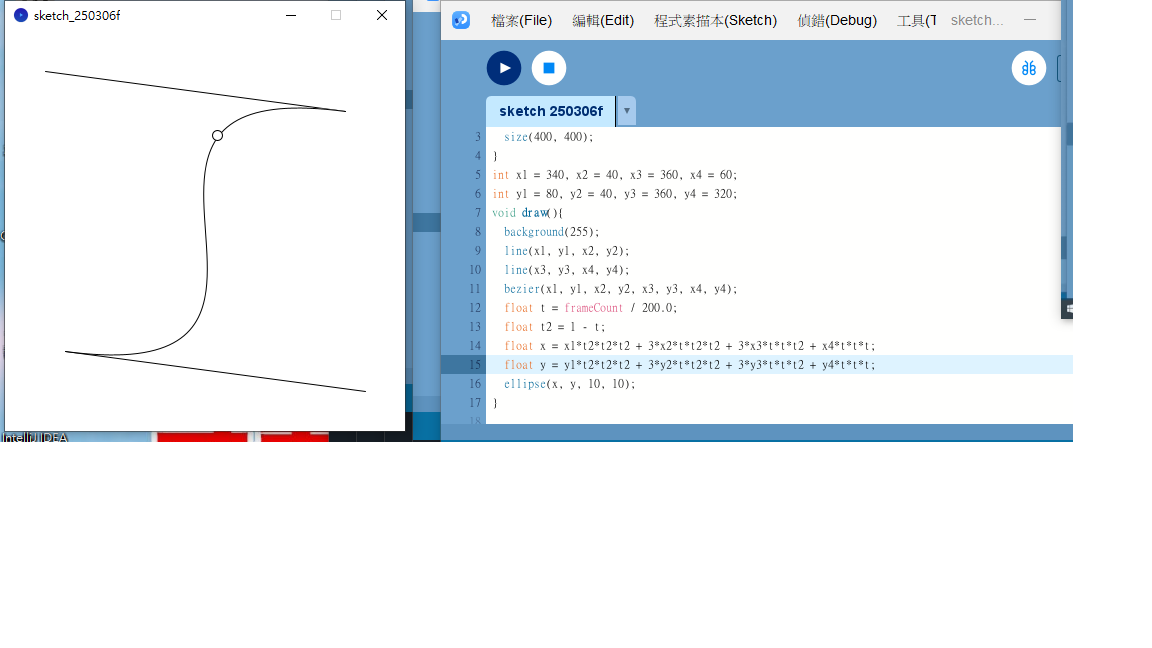 sketch_250306f
IntelliJ IDEA
檔案(File) 編輯(Edit) 程式素描本(Sketch) 偵錯(Debug) 工具(T sketch...
sketch 250306f
3 size(400, 400);
4 }
5 int x1 = 340, x2 = 40, x3 = 360, x4 = 60;
6 int y1 = 80, y2 = 40, y3 = 360, y4 = 320;
7 void draw(){
8 background(255);
9 line(x1, y1, x2, y2);
10 line(x3, y3, x4, y4);
11 bezier(x1, y1, x2, y2, x3, y3, x4, y4);
12 float t = frameCount / 200.0;
13 float t2 = 1 - t;
14 float x = x1*t2*t2*t2 + 3*x2*t*t2*t2 + 3*x3*t*t*t2 + x4*t*t*t;
15 float y = y1*t2*t2*t2 + 3*y2*t*t2*t2 + 3*y3*t*t*t2 + y4*t*t*t;
16 ellipse(x, y, 10, 10);
17 }
18